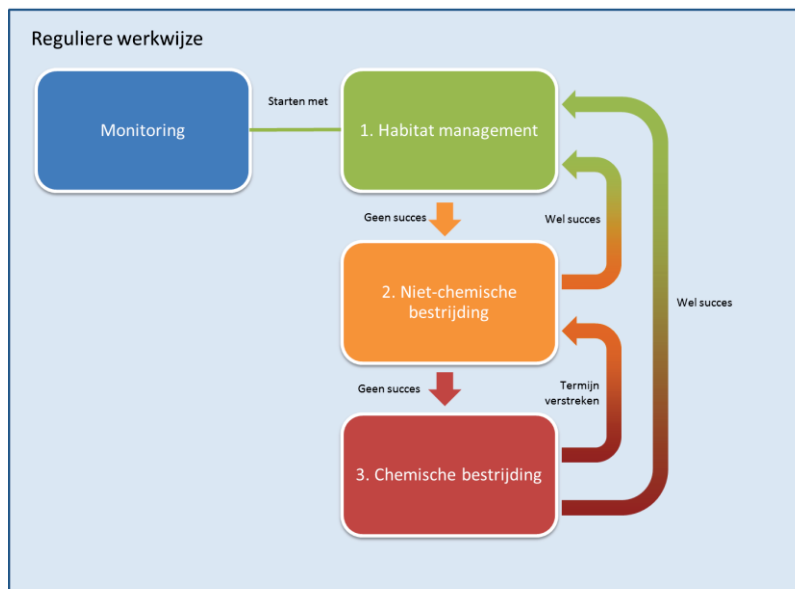 Reguliere werkwijze
Monitoring
Starten met
1. Habitat management
Geen succes
Wel succes
2. Niet-chemische
bestrijding
Wel succes
Geen succes
Termijn
verstreken
3. Chemische bestrijding